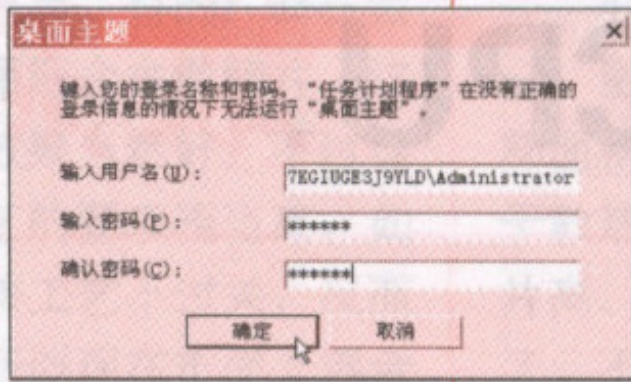 桌面主题
键入您的登录名称和密码。“任务计划程序”在没有正确的
登录信息的情况下无法运行“桌面主题”。
输入用户名(U):
7KGIUGE3J9YLD\Administrator
输入密码(P):
******
确认密码(C):
******
确定
取消